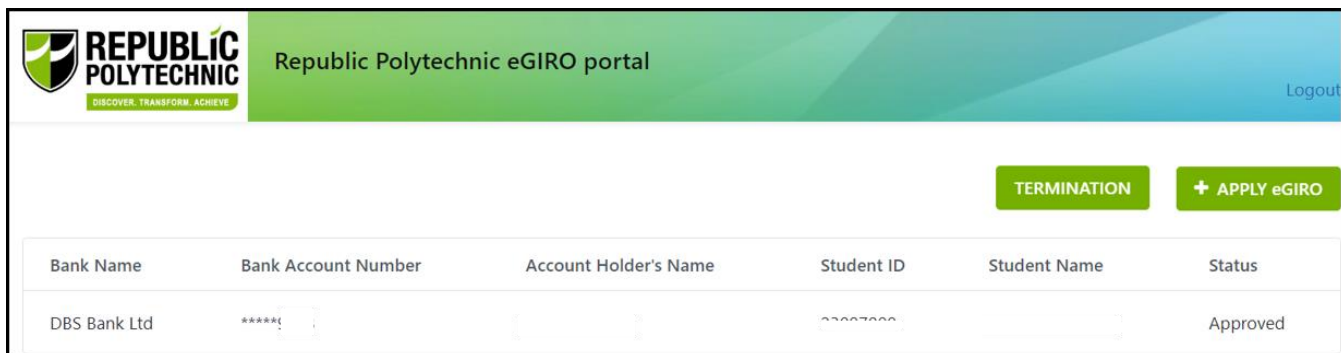 REPUBLIC
POLYTECHNIC
DISCOVER. TRANSFORM. ACHIEVE
Republic Polytechnic eGIRO portal
Logout
TERMINATION
+ APPLY eGIRO
Bank Name Bank Account Number Account Holder's Name Student ID Student Name Status
DBS Bank Ltd Approved